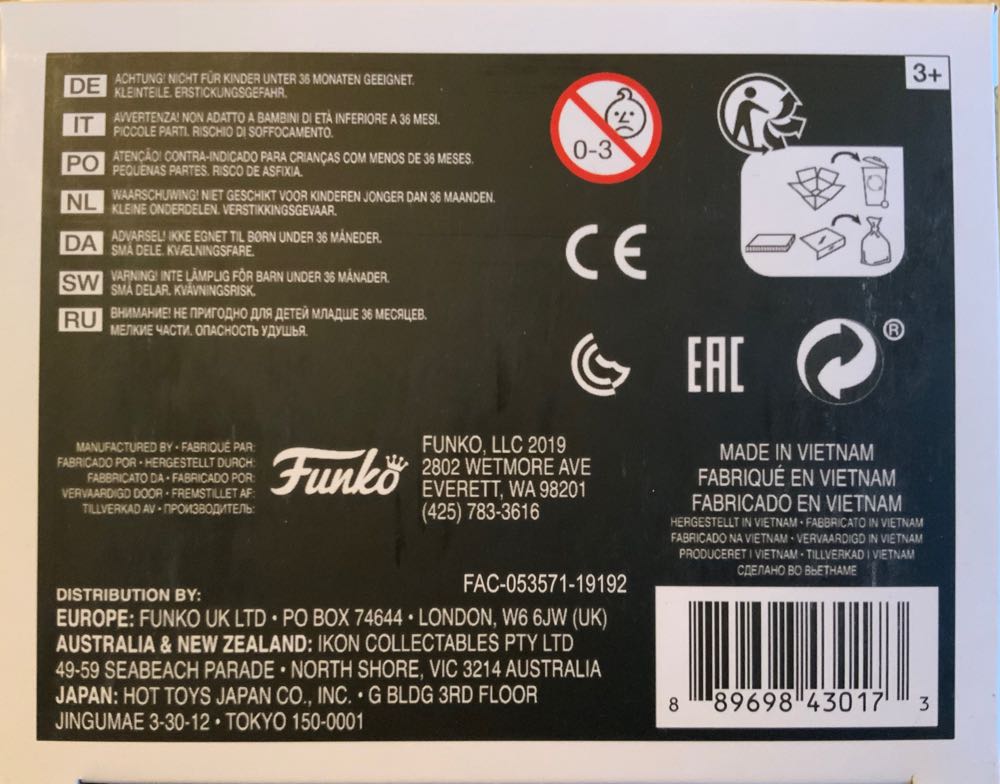 3+
DE ACHTUNG! NICHT FÜR KINDER UNTER 36 MONATEN GEEIGNET.
KLEINTEILE. ERSTICKUNGSGEFAHR.
IT AVVERTENZA! NON ADATTO A BAMBINI DI ETÀ INFERIORE A 36 MESI.
PICCOLE PARTI. RISCHIO DI SOFFOCAMENTO.
PO ATENÇÃO! CONTRA-INDICADO PARA CRIANÇAS COM MENOS DE 36 MESES.
PEQUENAS PARTES. RISCO DE ASFIXIA.
NL WAARSCHUWING! NIET GESCHIKT VOOR KINDEREN JONGER DAN 36 MAANDEN.
KLEINE ONDERDELEN. VERSTIKKINGSGEVAAR.
DA ADVARSEL! IKKE EGNET TIL BØRN UNDER 36 MÅNEDER.
SMÅ DELE. KVÆLNINGSFARE.
SW VARNING! INTE LÄMPLIG FÖR BARN UNDER 36 MÅNADER.
SMÅ DELAR. KVÄVNINGSRISK.
RU ВНИМАНИЕ! НЕ ПРИГОДНО ДЛЯ ДЕТЕЙ МЛАДШЕ 36 МЕСЯЦЕВ.
МЕЛКИЕ ЧАСТИ. ОПАСНОСТЬ УДУШЬЯ.
0-3
CE
EAC
®
MANUFACTURED BY • FABRIQUÉ PAR:
FABRICADO POR • HERGESTELLT DURCH:
FABBRICATO DA • FABRICADO POR:
VERVAARDIGD DOOR • FREMSTILLET AF:
TILLVERKAD AV • ПРОИЗВОДИТЕЛЬ:
Funko
FUNKO, LLC 2019
2802 WETMORE AVE
EVERETT, WA 98201
(425) 783-3616
MADE IN VIETNAM
FABRIQUÉ EN VIETNAM
FABRICADO EN VIETNAM
HERGESTELLT IN VIETNAM • FABBRICATO IN VIETNAM
FABRICADO NA VIETNAM • VERVAARDIGD IN VIETNAM
PRODUCERET I VIETNAM • TILLVERKAD I VIETNAM
СДЕЛАНО ВО ВЬЕТНАМЕ
FAC-053571-19192
DISTRIBUTION BY:
EUROPE: FUNKO UK LTD • PO BOX 74644 • LONDON, W6 6JW (UK)
AUSTRALIA & NEW ZEALAND: IKON COLLECTABLES PTY LTD
49-59 SEABEACH PARADE • NORTH SHORE, VIC 3214 AUSTRALIA
JAPAN: HOT TOYS JAPAN CO., INC. • G BLDG 3RD FLOOR
JINGUMAE 3-30-12 • TOKYO 150-0001
8 89698 43017 3